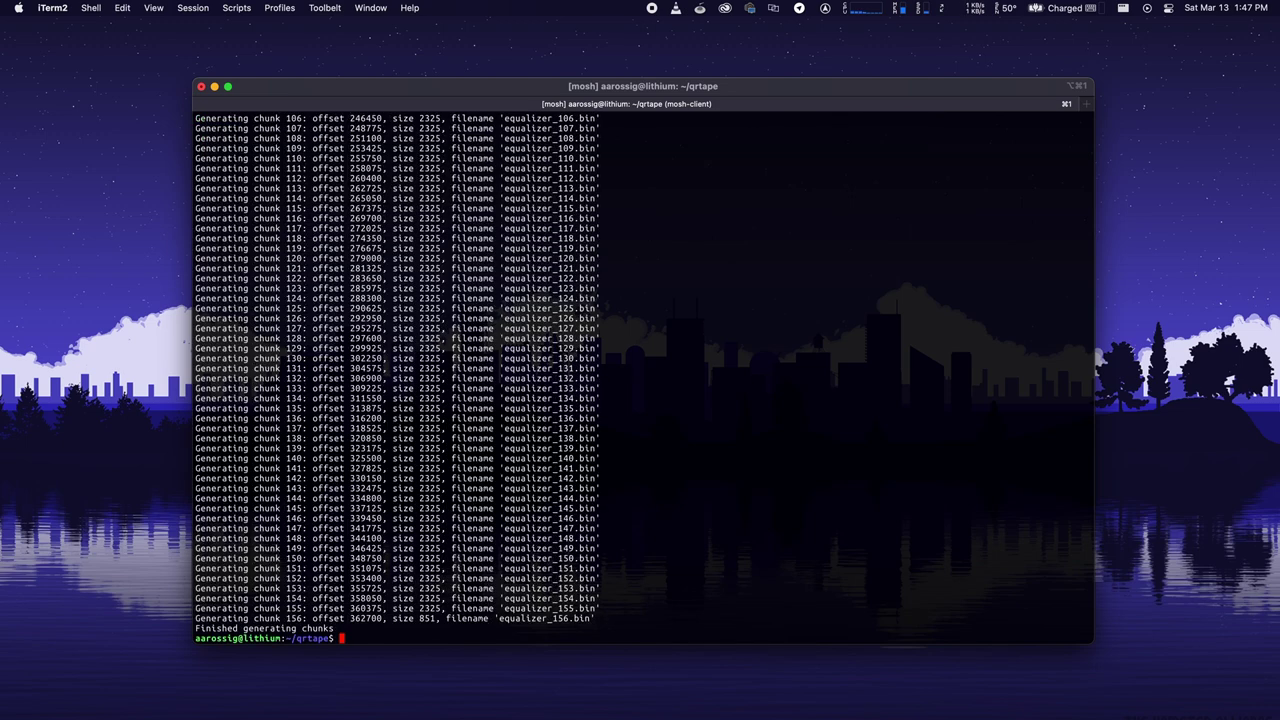 iTerm2 Shell Edit View Session Scripts Profiles Toolbelt Window Help 1 KB/s 1 KB/s 50° Charged Sat Mar 13 1:47 PM
[mosh] aarossig@lithium: ~/qrtape ⌥⌘1
[mosh] aarossig@lithium: ~/qrtape (mosh-client) ⌘1
Generating chunk 106: offset 246450, size 2325, filename 'equalizer_106.bin'
Generating chunk 107: offset 248775, size 2325, filename 'equalizer_107.bin'
Generating chunk 108: offset 251100, size 2325, filename 'equalizer_108.bin'
Generating chunk 109: offset 253425, size 2325, filename 'equalizer_109.bin'
Generating chunk 110: offset 255750, size 2325, filename 'equalizer_110.bin'
Generating chunk 111: offset 258075, size 2325, filename 'equalizer_111.bin'
Generating chunk 112: offset 260400, size 2325, filename 'equalizer_112.bin'
Generating chunk 113: offset 262725, size 2325, filename 'equalizer_113.bin'
Generating chunk 114: offset 265050, size 2325, filename 'equalizer_114.bin'
Generating chunk 115: offset 267375, size 2325, filename 'equalizer_115.bin'
Generating chunk 116: offset 269700, size 2325, filename 'equalizer_116.bin'
Generating chunk 117: offset 272025, size 2325, filename 'equalizer_117.bin'
Generating chunk 118: offset 274350, size 2325, filename 'equalizer_118.bin'
Generating chunk 119: offset 276675, size 2325, filename 'equalizer_119.bin'
Generating chunk 120: offset 279000, size 2325, filename 'equalizer_120.bin'
Generating chunk 121: offset 281325, size 2325, filename 'equalizer_121.bin'
Generating chunk 122: offset 283650, size 2325, filename 'equalizer_122.bin'
Generating chunk 123: offset 285975, size 2325, filename 'equalizer_123.bin'
Generating chunk 124: offset 288300, size 2325, filename 'equalizer_124.bin'
Generating chunk 125: offset 290625, size 2325, filename 'equalizer_125.bin'
Generating chunk 126: offset 292950, size 2325, filename 'equalizer_126.bin'
Generating chunk 127: offset 295275, size 2325, filename 'equalizer_127.bin'
Generating chunk 128: offset 297600, size 2325, filename 'equalizer_128.bin'
Generating chunk 129: offset 299925, size 2325, filename 'equalizer_129.bin'
Generating chunk 130: offset 302250, size 2325, filename 'equalizer_130.bin'
Generating chunk 131: offset 304575, size 2325, filename 'equalizer_131.bin'
Generating chunk 132: offset 306900, size 2325, filename 'equalizer_132.bin'
Generating chunk 133: offset 309225, size 2325, filename 'equalizer_133.bin'
Generating chunk 134: offset 311550, size 2325, filename 'equalizer_134.bin'
Generating chunk 135: offset 313875, size 2325, filename 'equalizer_135.bin'
Generating chunk 136: offset 316200, size 2325, filename 'equalizer_136.bin'
Generating chunk 137: offset 318525, size 2325, filename 'equalizer_137.bin'
Generating chunk 138: offset 320850, size 2325, filename 'equalizer_138.bin'
Generating chunk 139: offset 323175, size 2325, filename 'equalizer_139.bin'
Generating chunk 140: offset 325500, size 2325, filename 'equalizer_140.bin'
Generating chunk 141: offset 327825, size 2325, filename 'equalizer_141.bin'
Generating chunk 142: offset 330150, size 2325, filename 'equalizer_142.bin'
Generating chunk 143: offset 332475, size 2325, filename 'equalizer_143.bin'
Generating chunk 144: offset 334800, size 2325, filename 'equalizer_144.bin'
Generating chunk 145: offset 337125, size 2325, filename 'equalizer_145.bin'
Generating chunk 146: offset 339450, size 2325, filename 'equalizer_146.bin'
Generating chunk 147: offset 341775, size 2325, filename 'equalizer_147.bin'
Generating chunk 148: offset 344100, size 2325, filename 'equalizer_148.bin'
Generating chunk 149: offset 346425, size 2325, filename 'equalizer_149.bin'
Generating chunk 150: offset 348750, size 2325, filename 'equalizer_150.bin'
Generating chunk 151: offset 351075, size 2325, filename 'equalizer_151.bin'
Generating chunk 152: offset 353400, size 2325, filename 'equalizer_152.bin'
Generating chunk 153: offset 355725, size 2325, filename 'equalizer_153.bin'
Generating chunk 154: offset 358050, size 2325, filename 'equalizer_154.bin'
Generating chunk 155: offset 360375, size 2325, filename 'equalizer_155.bin'
Generating chunk 156: offset 362700, size 851, filename 'equalizer_156.bin'
Finished generating chunks
aarossig@lithium:~/qrtape$